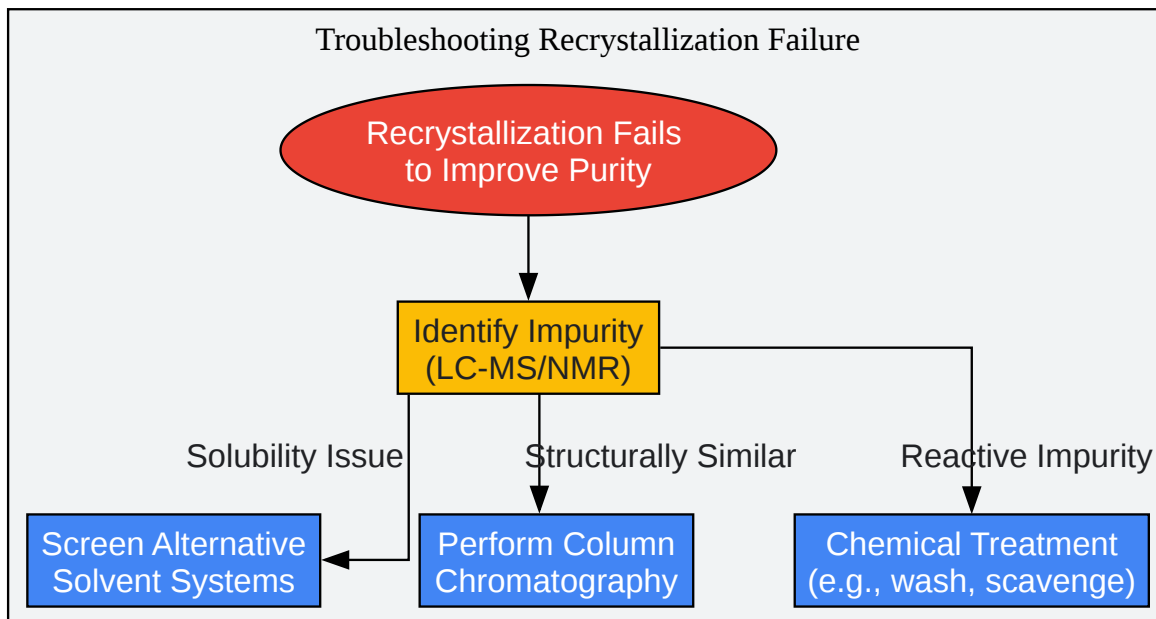 Troubleshooting Recrystallization Failure
Recrystallization Fails
to Improve Purity
Identify Impurity
(LC-MS/NMR)
Solubility Issue
Structurally Similar
Reactive Impurity
Screen Alternative
Solvent Systems
Perform Column
Chromatography
Chemical Treatment
(e.g., wash, scavenge)